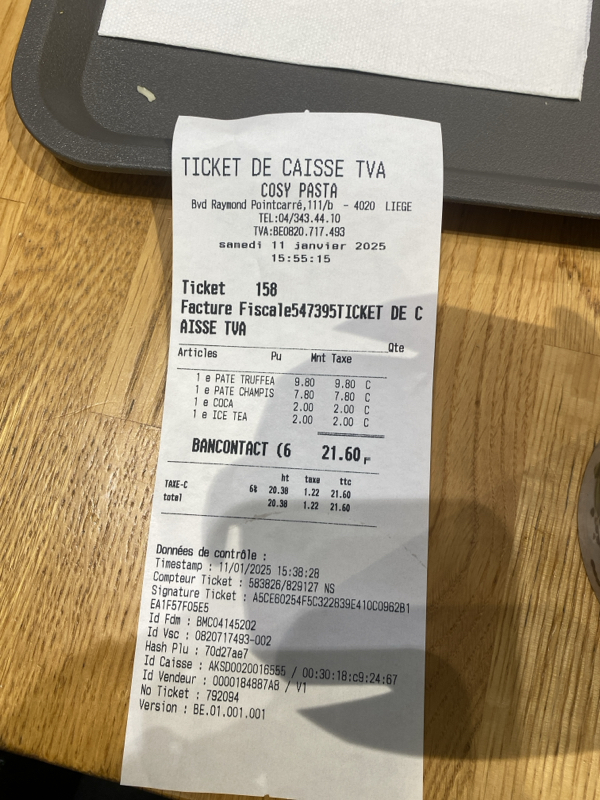 TICKET DE CAISSE TVA
COSY PASTA
Bvd Raymond Pointcarré,111/b - 4020 LIEGE
TEL:04/343.44.10
TVA:BE0820.717.493
samedi 11 janvier 2025
15:55:15
Ticket 158
Facture Fiscale547395TICKET DE C
AISSE TVA
Qte
Articles Pu Mnt Taxe
1 e PATE TRUFFEA 9.80 9.80 C
1 e PATE CHAMPIS 7.80 7.80 C
1 e COCA 2.00 2.00 C
1 e ICE TEA 2.00 2.00 C
BANCONTACT (6 21.60
ht taxe ttc
TAXE-C 6% 20.38 1.22 21.60
total 20.38 1.22 21.60
Données de contrôle :
Timestamp : 11/01/2025 15:38:28
Compteur Ticket : 583826/829127 NS
Signature Ticket : A5CE60254F5C322839E410C0962B1
EA1F57F05E5
Id Fdm : BMC04145202
Id Vsc : 0820717493-002
Hash Plu : 70d27ae7
Id Caisse : AKSD0020016555 / 00:30:18:c9:24:67
Id Vendeur : 0000184887A8 / V1
No Ticket : 792094
Version : BE.01.001.001